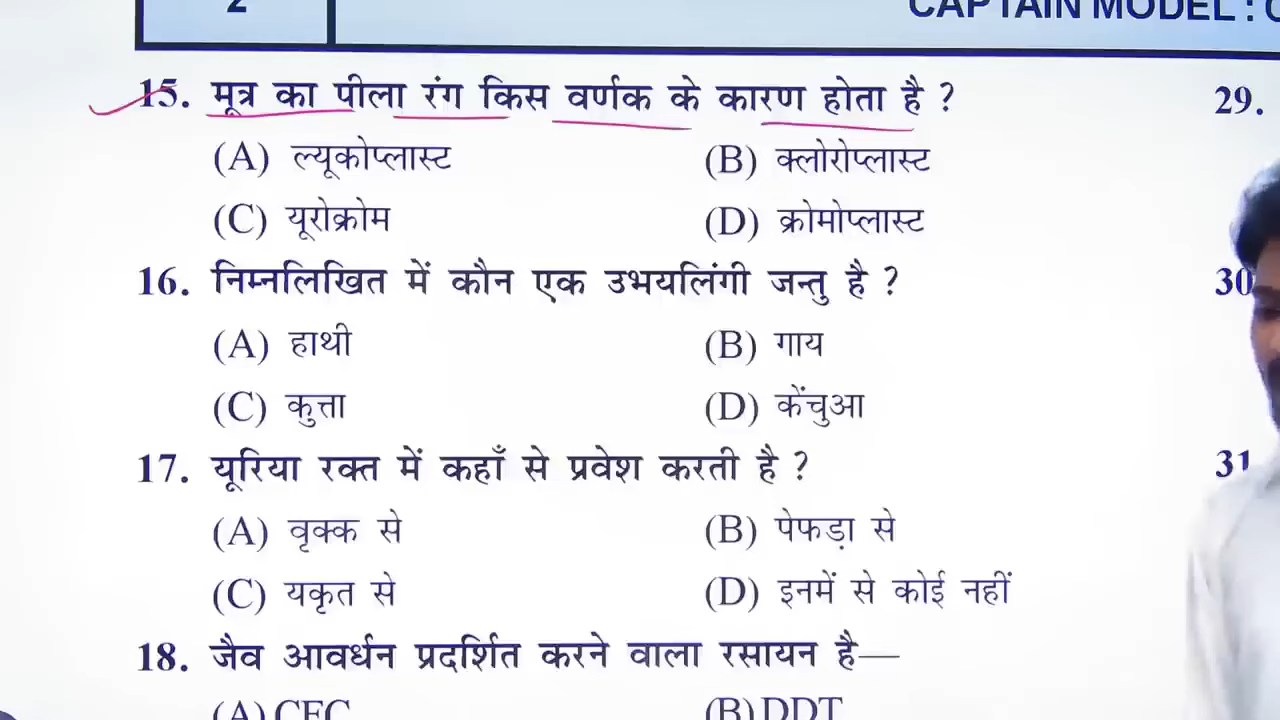 2
CAPTAIN MODEL :
15. मूत्र का पीला रंग किस वर्णक के कारण होता है ?
(A) ल्यूकोप्लास्ट (B) क्लोरोप्लास्ट
(C) यूरोक्रोम (D) क्रोमोप्लास्ट
16. निम्नलिखित में कौन एक उभयलिंगी जन्तु है ?
(A) हाथी (B) गाय
(C) कुत्ता (D) केंचुआ
17. यूरिया रक्त में कहाँ से प्रवेश करती है ?
(A) वृक्क से (B) पेफड़ा से
(C) यकृत से (D) इनमें से कोई नहीं
18. जैव आवर्धन प्रदर्शित करने वाला रसायन है—
(A) CFC (B) DDT
29.
30
31